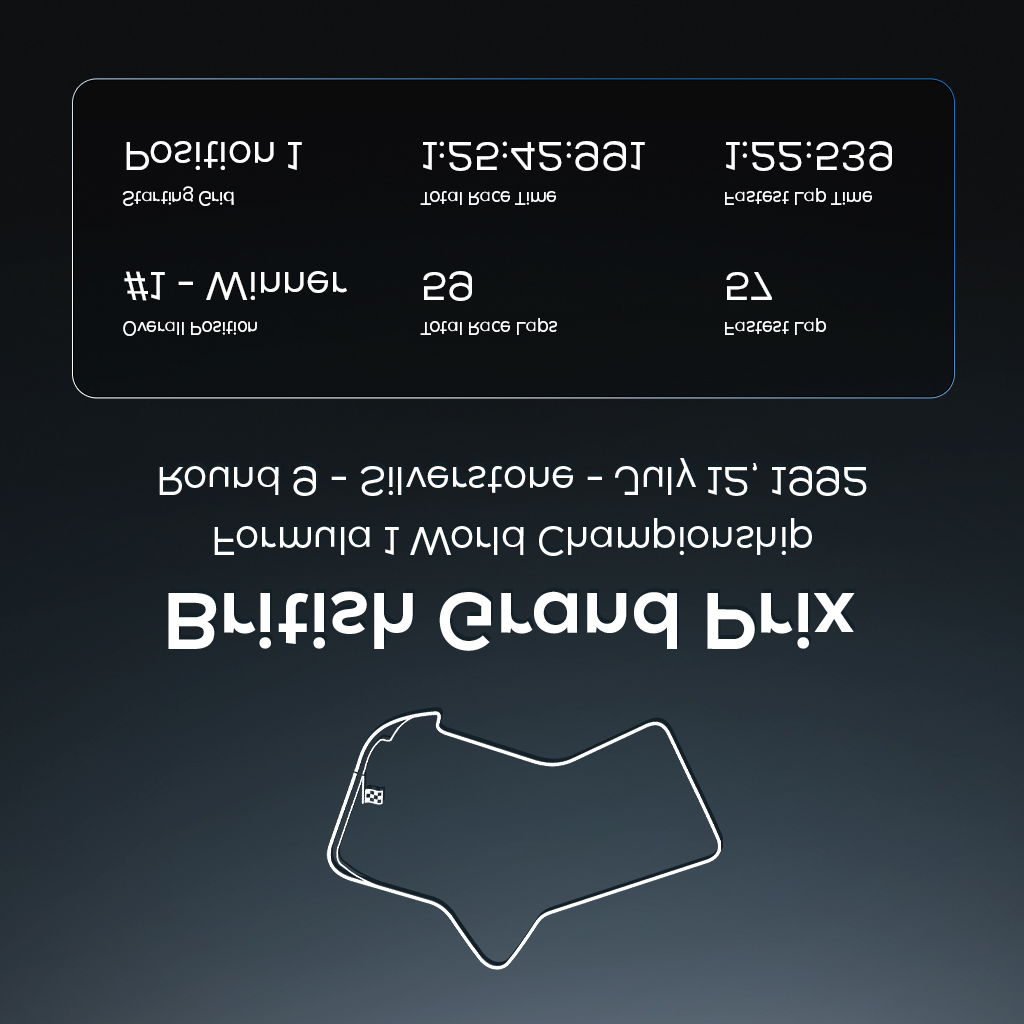 British Grand Prix
Formula 1 World Championship
Round 9 - Silverstone - July 12, 1992
Overall Position
#1 - Winner
Total Race Laps
59
Fastest Lap
57
Starting Grid
Position 1
Total Race Time
1:25:42:991
Fastest Lap Time
1:22:539